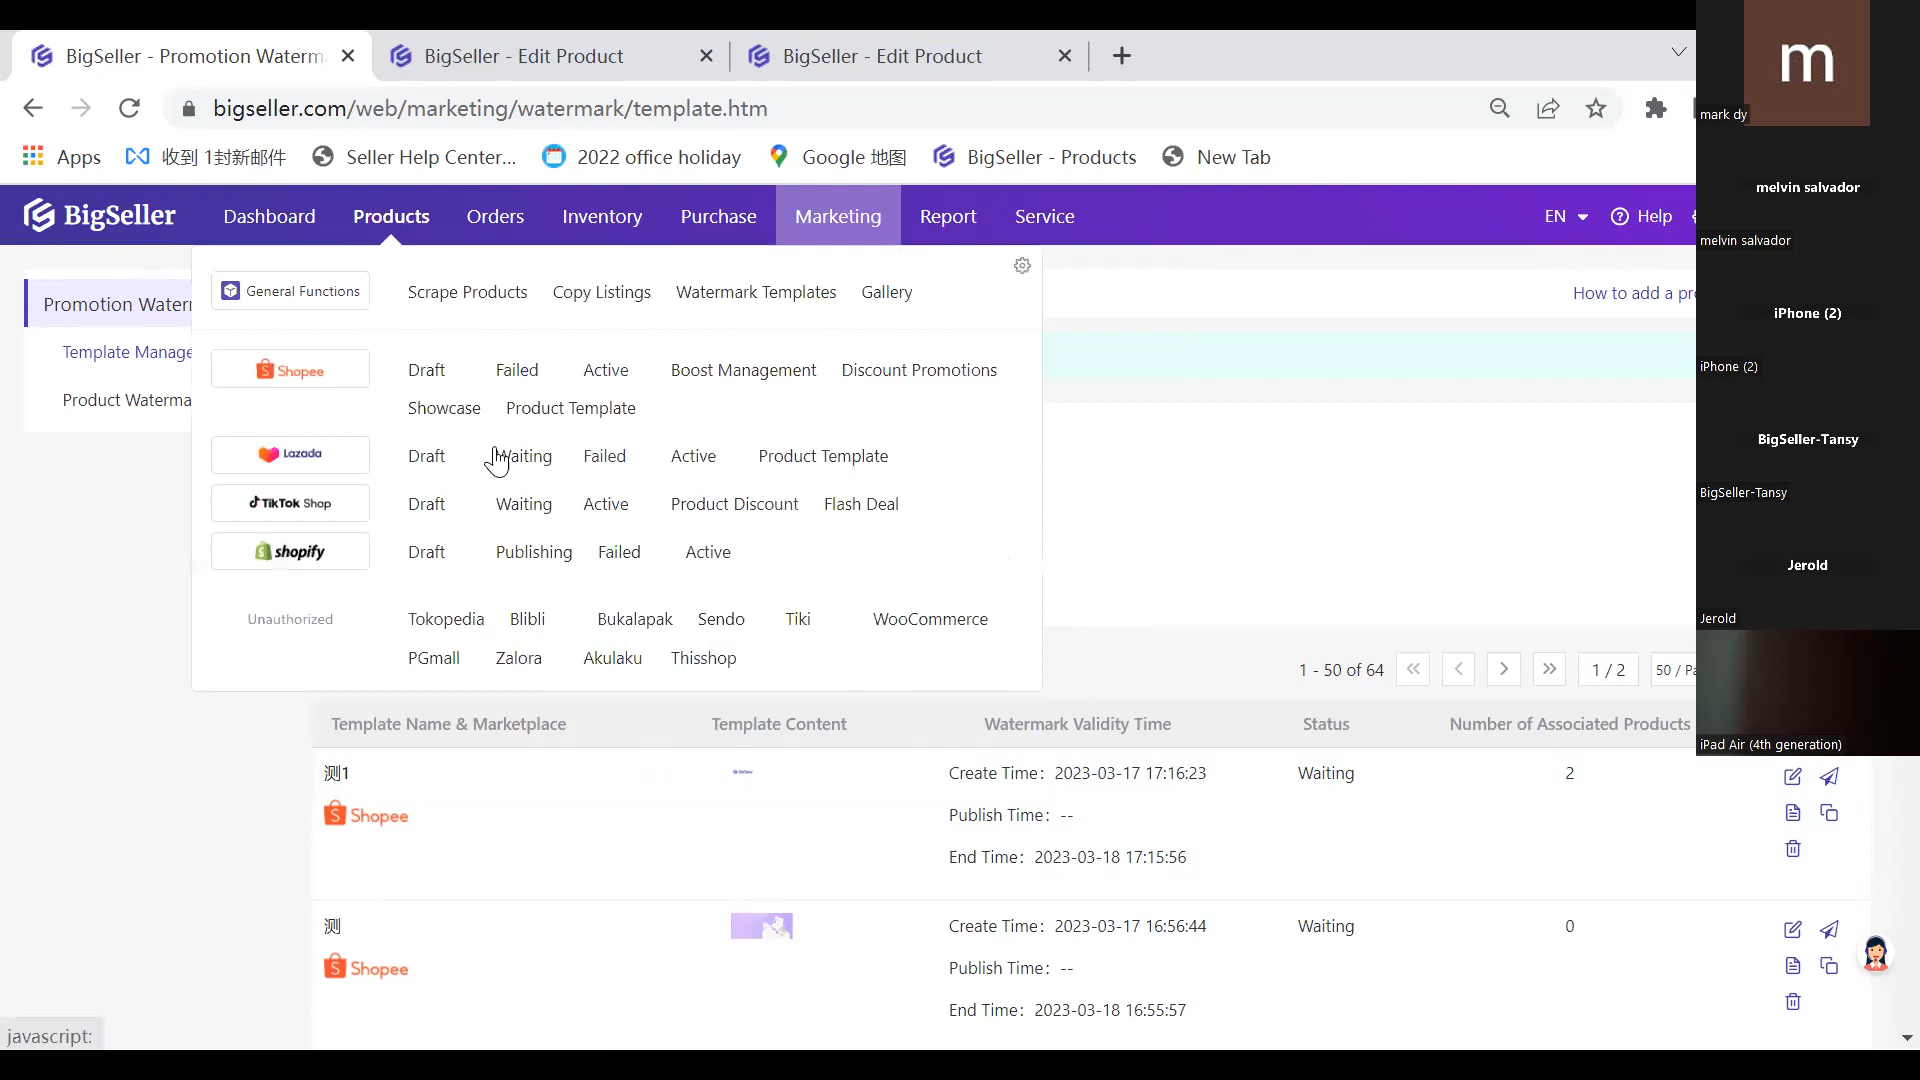 BigSeller - Promotion Waterm
BigSeller - Edit Product
BigSeller - Edit Product
bigseller.com/web/marketing/watermark/template.htm
Apps
收到 1封新邮件
Seller Help Center...
2022 office holiday
Google 地图
BigSeller - Products
New Tab
BigSeller
Dashboard
Products
Orders
Inventory
Purchase
Marketing
Report
Service
EN
Help
Promotion Water
Template Manage
Product Waterma
General Functions
Scrape Products
Copy Listings
Watermark Templates
Gallery
How to add a pr
Shopee
Draft
Failed
Active
Boost Management
Discount Promotions
Showcase
Product Template
Lazada
Draft
Waiting
Failed
Active
Product Template
TikTok Shop
Draft
Waiting
Active
Product Discount
Flash Deal
shopify
Draft
Publishing
Failed
Active
Unauthorized
Tokopedia
Blibli
Bukalapak
Sendo
Tiki
WooCommerce
PGmall
Zalora
Akulaku
Thisshop
1 - 50 of 64
1 / 2
50 / Pa
Template Name & Marketplace
Template Content
Watermark Validity Time
Status
Number of Associated Products
测1
Shopee
Create Time: 2023-03-17 17:16:23
Publish Time: --
End Time: 2023-03-18 17:15:56
Waiting
2
测
Shopee
Create Time: 2023-03-17 16:56:44
Publish Time: --
End Time: 2023-03-18 16:55:57
Waiting
0
javascript:
m
mark dy
melvin salvador
melvin salvador
iPhone (2)
iPhone (2)
BigSeller-Tansy
BigSeller-Tansy
Jerold
Jerold
iPad Air (4th generation)